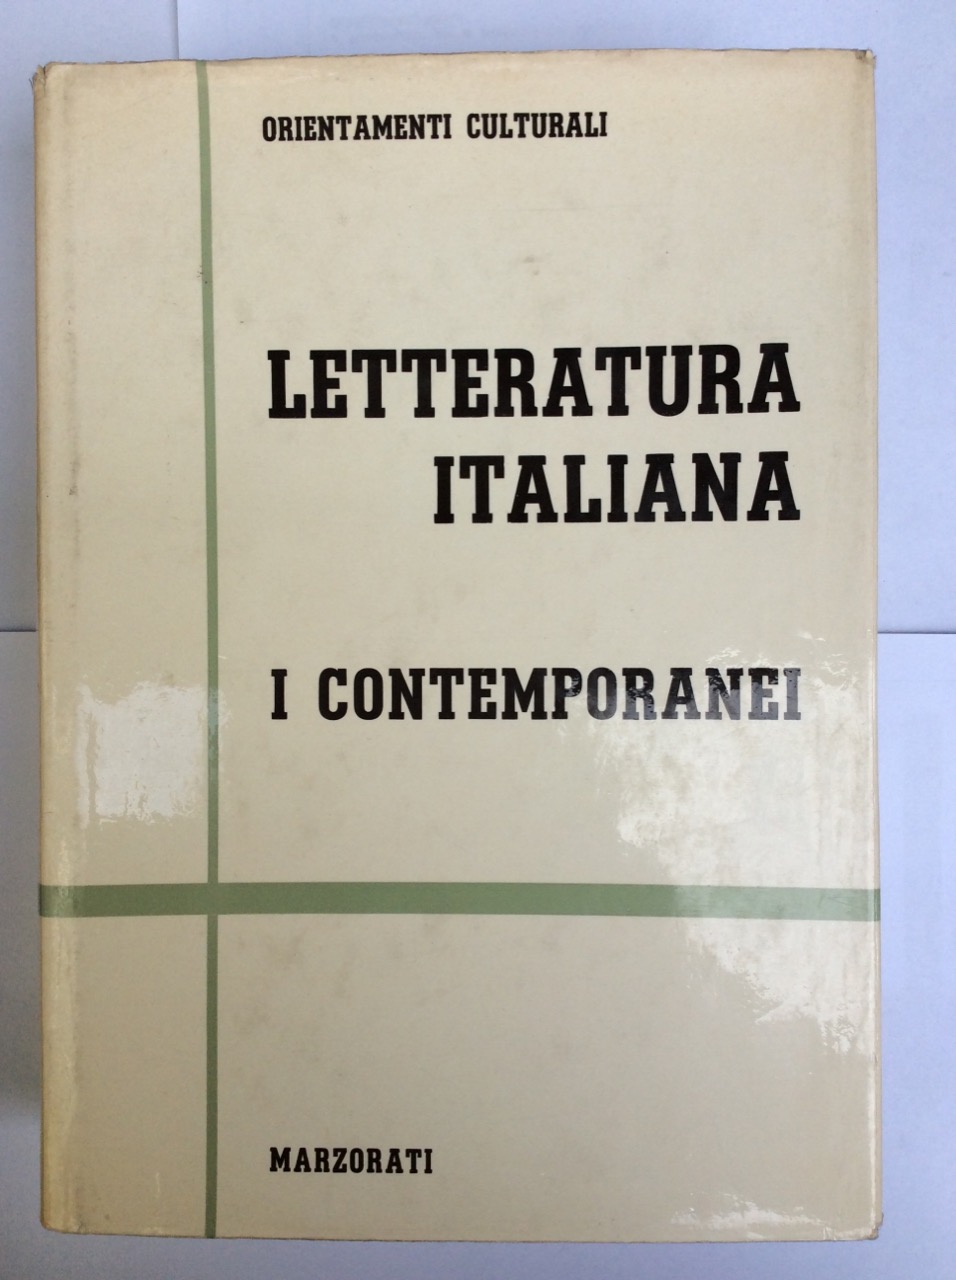 ORIENTAMENTI CULTURALI
LETTERATURA
ITALIANA
I CONTEMPORANEI
MARZORATI